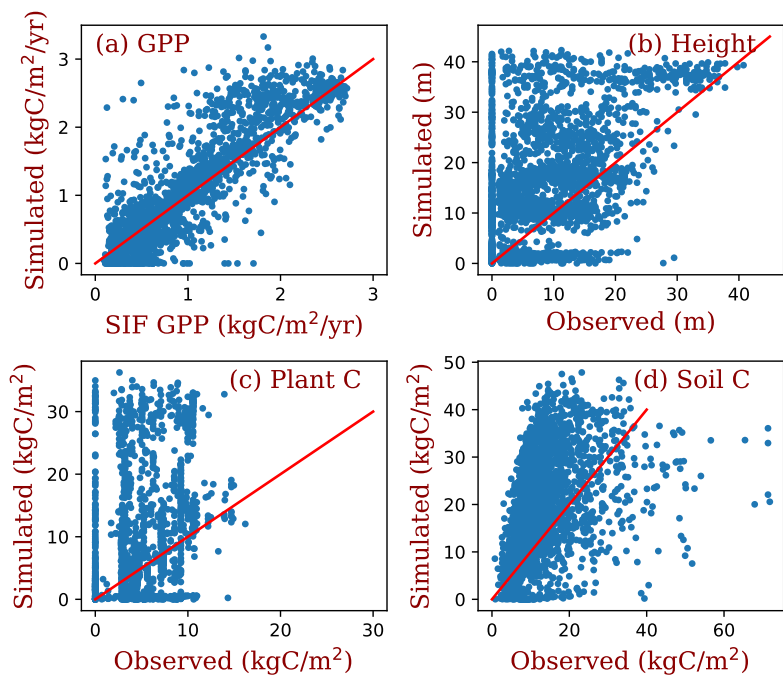 (a) GPP
3
2
1
0
Simulated (kgC/m²/yr)
0 1 2 3
SIF GPP (kgC/m²/yr)
(b) Height
40
30
20
10
0
Simulated (m)
0 10 20 30 40
Observed (m)
(c) Plant C
30
20
10
0
Simulated (kgC/m²)
0 10 20 30
Observed (kgC/m²)
(d) Soil C
50
40
30
20
10
0
Simulated (kgC/m²)
0 20 40 60
Observed (kgC/m²)